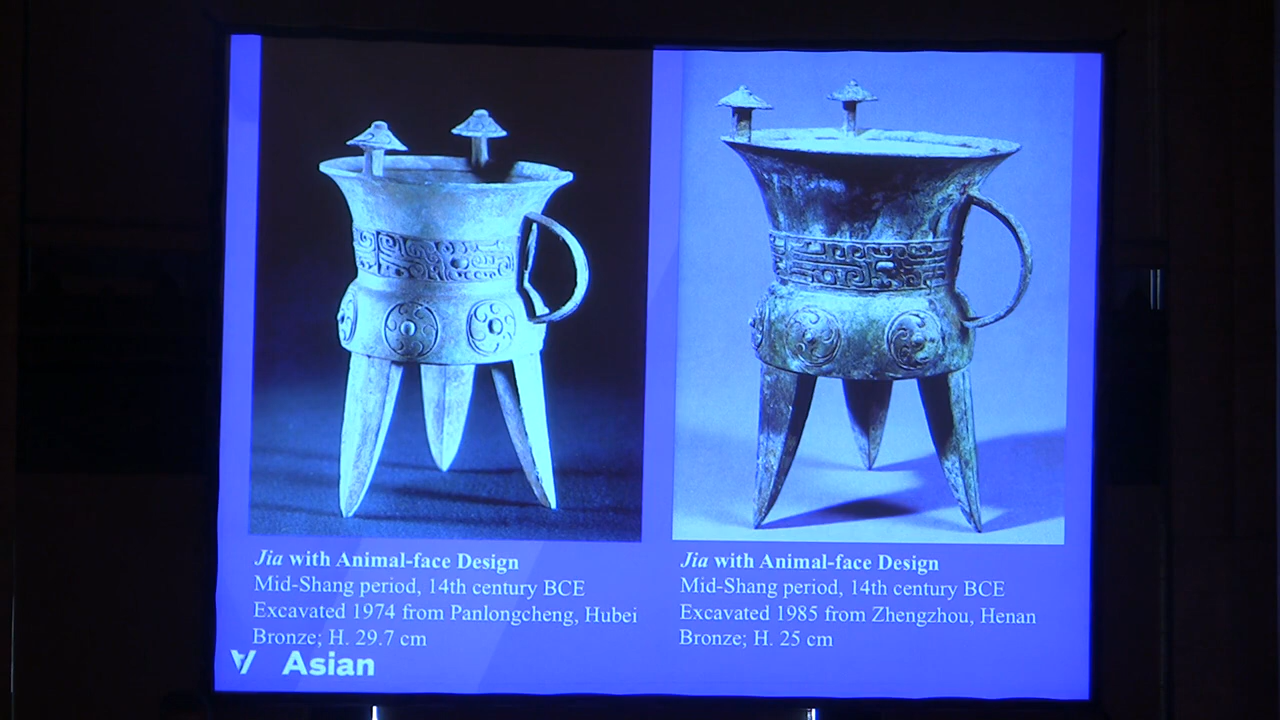 Jia with Animal-face Design
Mid-Shang period, 14th century BCE
Excavated 1974 from Panlongcheng, Hubei
Bronze; H. 29.7 cm
Jia with Animal-face Design
Mid-Shang period, 14th century BCE
Excavated 1985 from Zhengzhou, Henan
Bronze; H. 25 cm
Asian